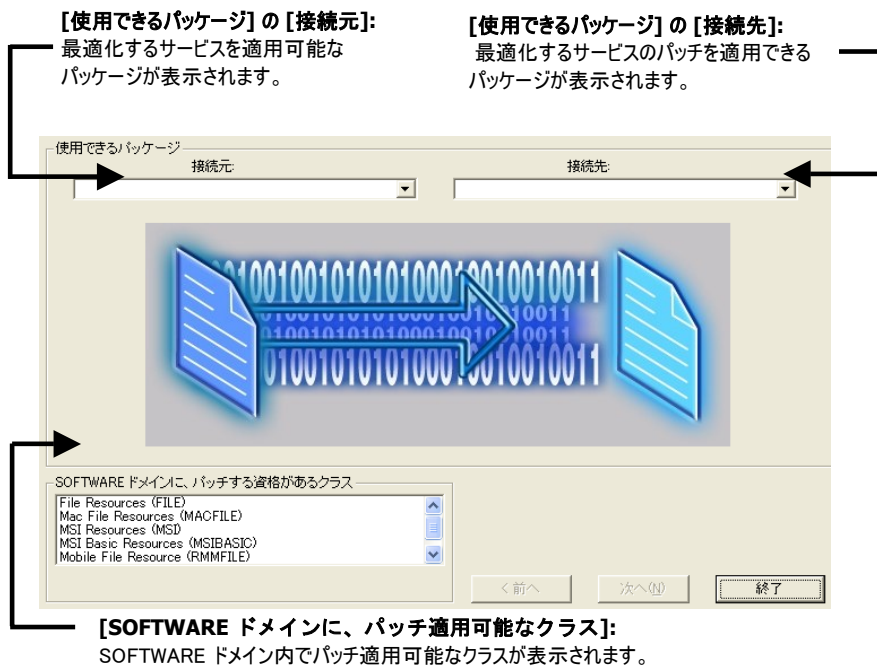 [使用できるパッケージ] の [接続元]:
最適化するサービスを適用可能な
パッケージが表示されます。
[使用できるパッケージ] の [接続先]:
最適化するサービスのパッチを適用できる
パッケージが表示されます。
使用できるパッケージ
接続元:
接続先:
SOFTWARE ドメインに、パッチする資格があるクラス
File Resources (FILE)
Mac File Resources (MACFILE)
MSI Resources (MSI)
MSI Basic Resources (MSIBASIC)
Mobile File Resource (RMMFILE)
< 前へ
次へ(N)
終了
[SOFTWARE ドメインに、パッチ適用可能なクラス]:
SOFTWARE ドメイン内でパッチ適用可能なクラスが表示されます。